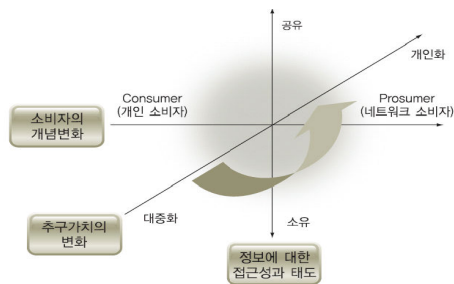 공유
개인화
Consumer
(개인 소비자)
Prosumer
(네트워크 소비자)
소비자의
개념변화
대중화
소유
추구가치의
변화
정보에 대한
접근성과 태도